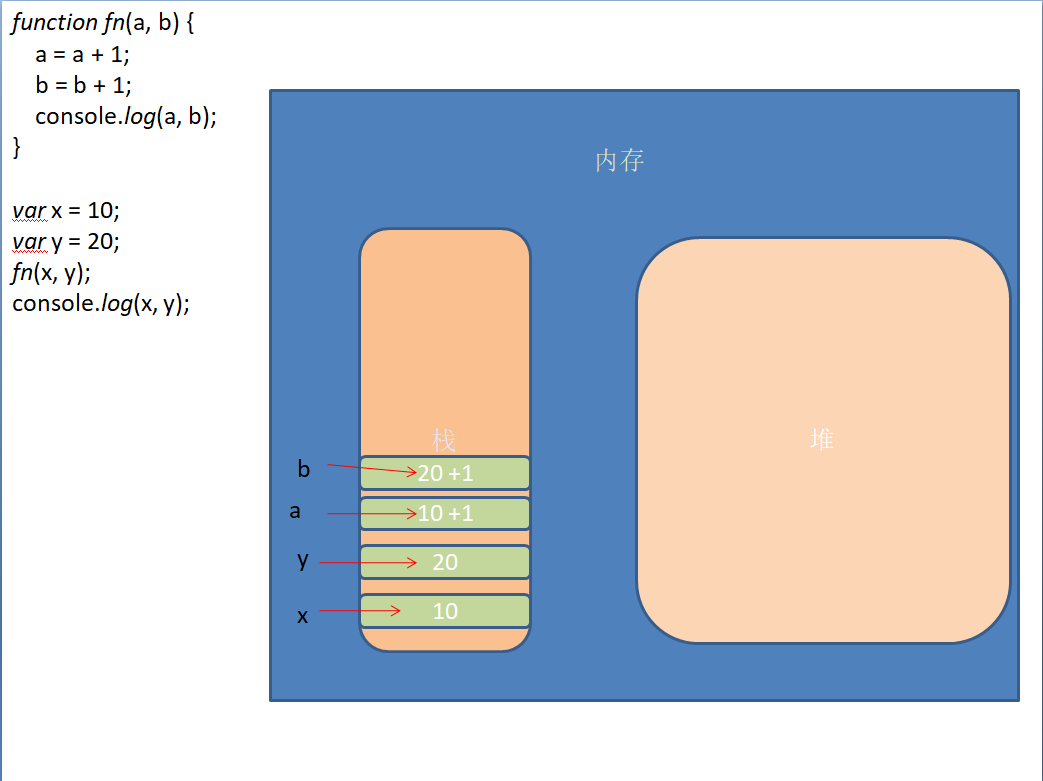 function fn(a, b) {
a = a + 1;
b = b + 1;
console.log(a, b);
}
var x = 10;
var y = 20;
fn(x, y);
console.log(x, y);
内存
栈
堆
b 20 +1
a 10 +1
y 20
x 10